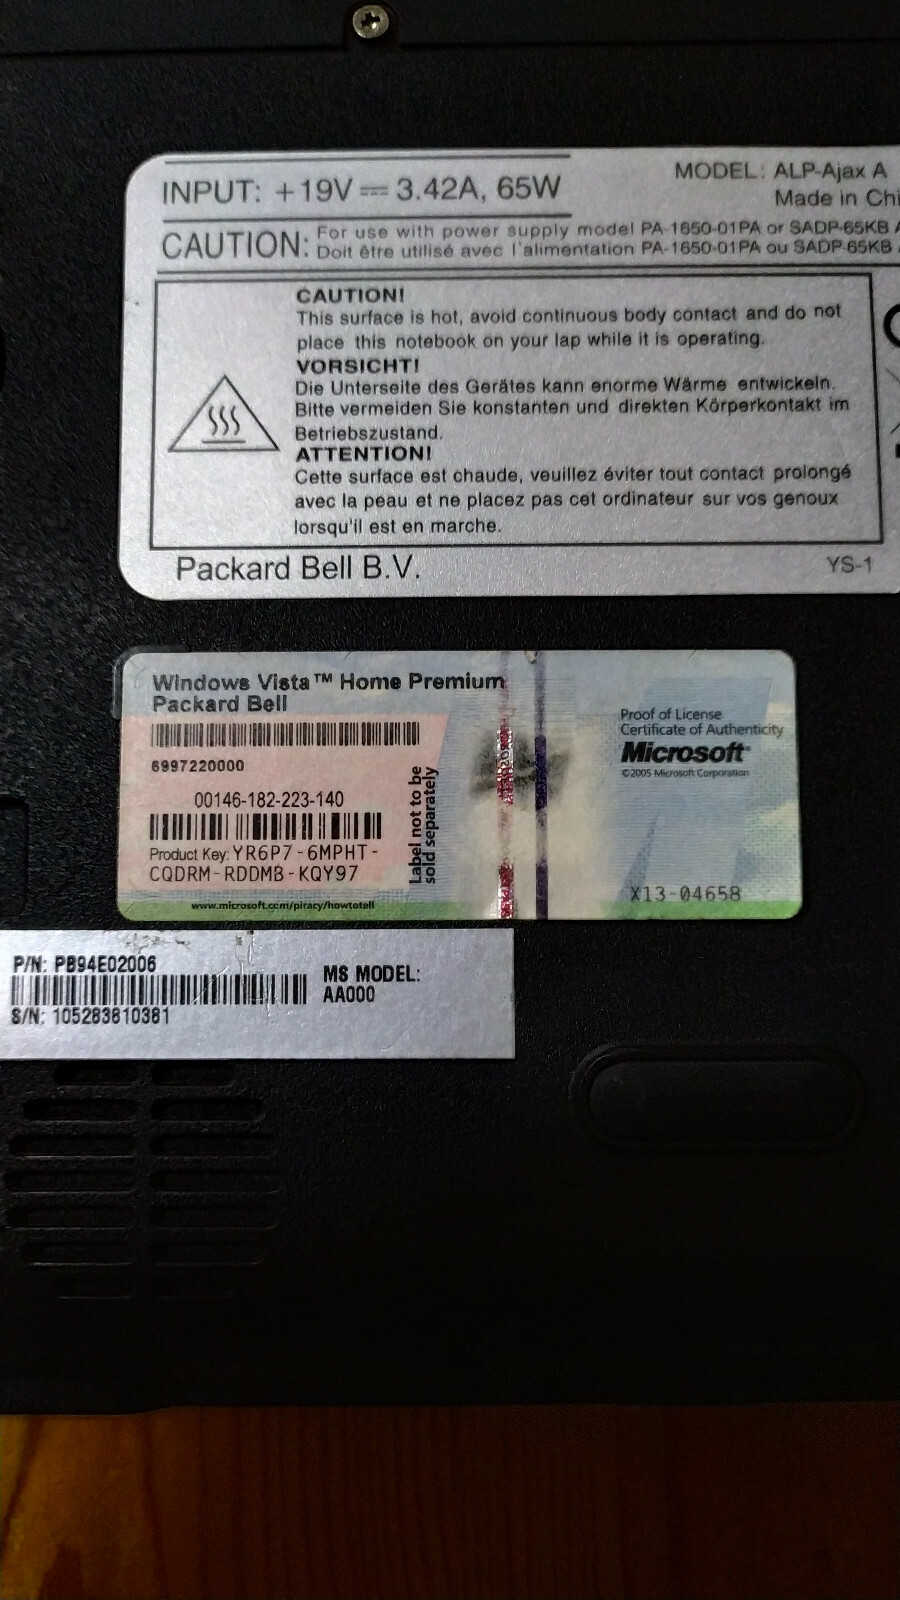 INPUT: +19V⎓3.42A, 65W
MODEL: ALP-Ajax A
Made in Chi
CAUTION: For use with power supply model PA-1650-01PA or SADP-65KB A
Doit être utilisé avec l'alimentation PA-1650-01PA ou SADP-65KB
CAUTION!
This surface is hot, avoid continuous body contact and do not
place this notebook on your lap while it is operating.
VORSICHT!
Die Unterseite des Gerätes kann enorme Wärme entwickeln.
Bitte vermeiden Sie konstanten und direkten Körperkontakt im
Betriebszustand.
ATTENTION!
Cette surface est chaude, veuillez éviter tout contact prolongé
avec la peau et ne placez pas cet ordinateur sur vos genoux
lorsqu'il est en marche.
Packard Bell B.V.
YS-1
Windows Vista™ Home Premium
Packard Bell
6997220000
00146-182-223-140
Product Key: YR6P7-6MPHT-
CQDRM-RDDMB-KQY97
www.microsoft.com/piracy/howtotell
Label not to be
sold separately
Proof of License
Certificate of Authenticity
Microsoft®
©2005 Microsoft Corporation
X13-04658
P/N: PB94E02006
S/N: 105283810381
MS MODEL:
AA000